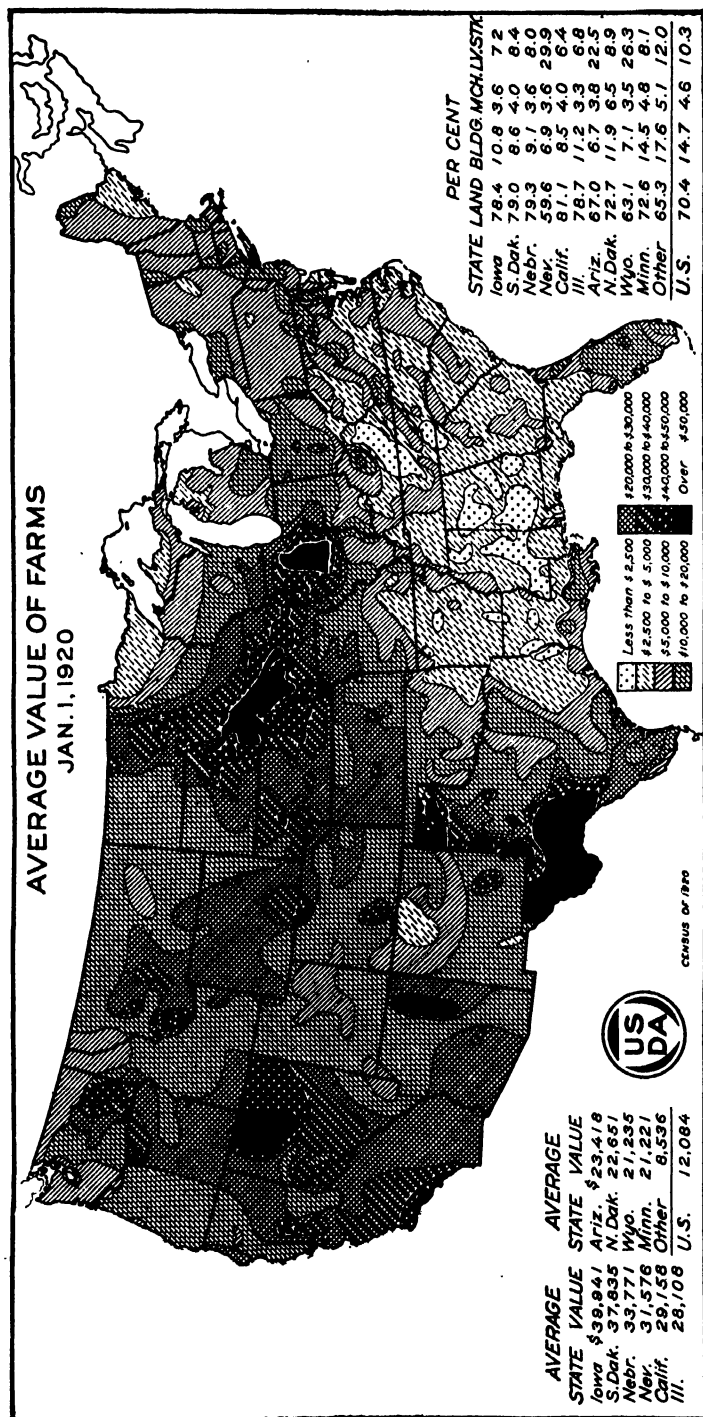 AVERAGE VALUE OF FARMS
JAN. 1, 1920
PER CENT
STATE LAND BLDG. MCH. LV.STK.
Iowa 78.4 10.8 3.6 7.2
S. Dak. 79.0 8.6 4.0 8.4
Nebr. 79.3 9.1 3.6 8.0
Nev. 59.6 6.9 3.6 29.9
Calif. 81.1 8.5 4.0 6.4
Ill. 78.7 11.2 3.3 6.8
Ariz. 67.0 6.7 3.8 22.5
N. Dak. 72.7 11.9 6.5 8.9
Wyo. 63.1 7.1 3.5 26.3
Minn. 72.6 14.5 4.8 8.1
Other 65.3 17.6 5.1 12.0
U.S. 70.4 14.7 4.6 10.3
Less than $2,500
$2,500 to $5,000
$5,000 to $10,000
$10,000 to $20,000
$20,000 to $30,000
$30,000 to $40,000
$40,000 to $50,000
Over $50,000
AVERAGE AVERAGE
STATE VALUE STATE VALUE
Iowa $39,941 Ariz. $23,418
S. Dak. 37,835 N. Dak. 22,651
Nebr. 33,771 Wyo. 21,235
Nev. 31,576 Minn. 21,221
Calif. 29,158 Other 8,536
Ill. 28,108 U.S. 12,084
US
DA
CENSUS OF 1920